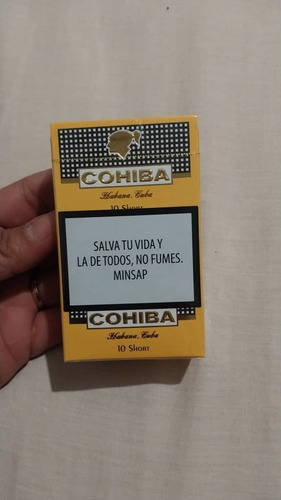 COHIBA
Habana, Cuba
10 SHORT
SALVA TU VIDA Y
LA DE TODOS, NO FUMES.
MINSAP
COHIBA
Habana, Cuba
10 SHORT